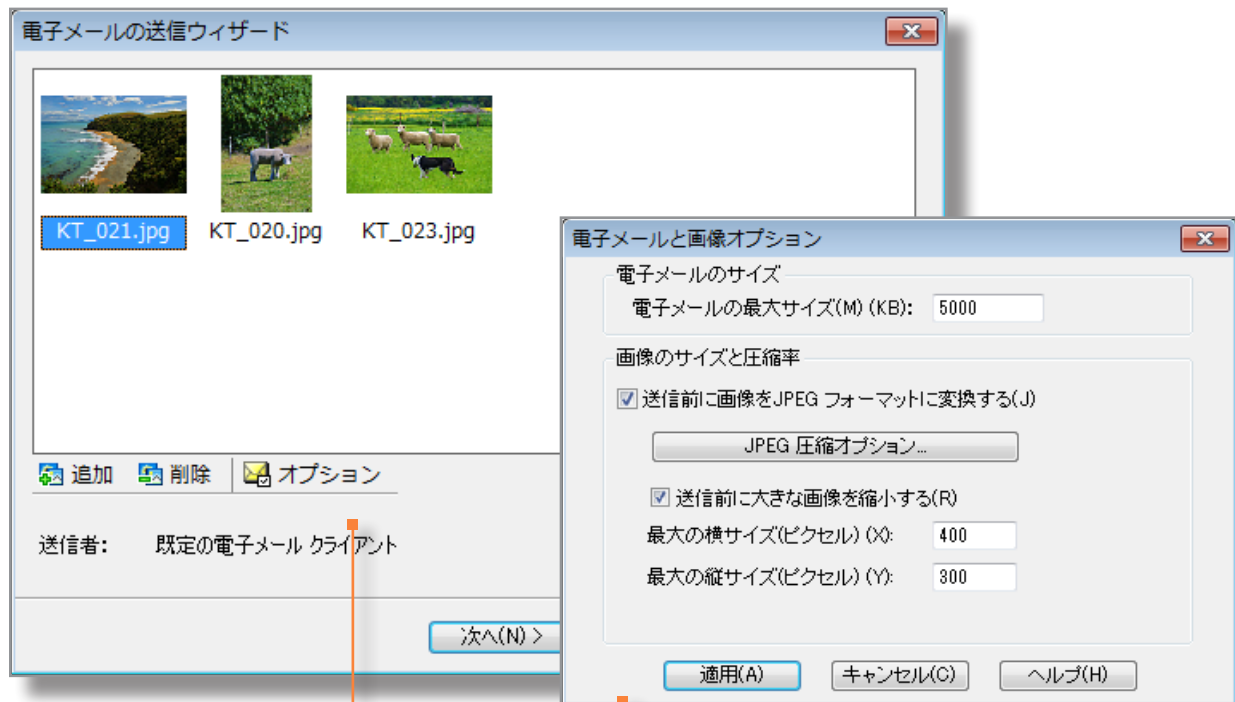 電子メールの送信ウィザード
KT_021.jpg
KT_020.jpg
KT_023.jpg
追加 削除 オプション
送信者: 既定の電子メール クライアント
次へ(N) >
電子メールと画像オプション
電子メールのサイズ
電子メールの最大サイズ(M) (KB): 5000
画像のサイズと圧縮率
送信前に画像をJPEG フォーマットに変換する(J)
JPEG 圧縮オプション...
送信前に大きな画像を縮小する(R)
最大の横サイズ(ピクセル) (X): 400
最大の縦サイズ(ピクセル) (Y): 300
適用(A) キャンセル(C) ヘルプ(H)